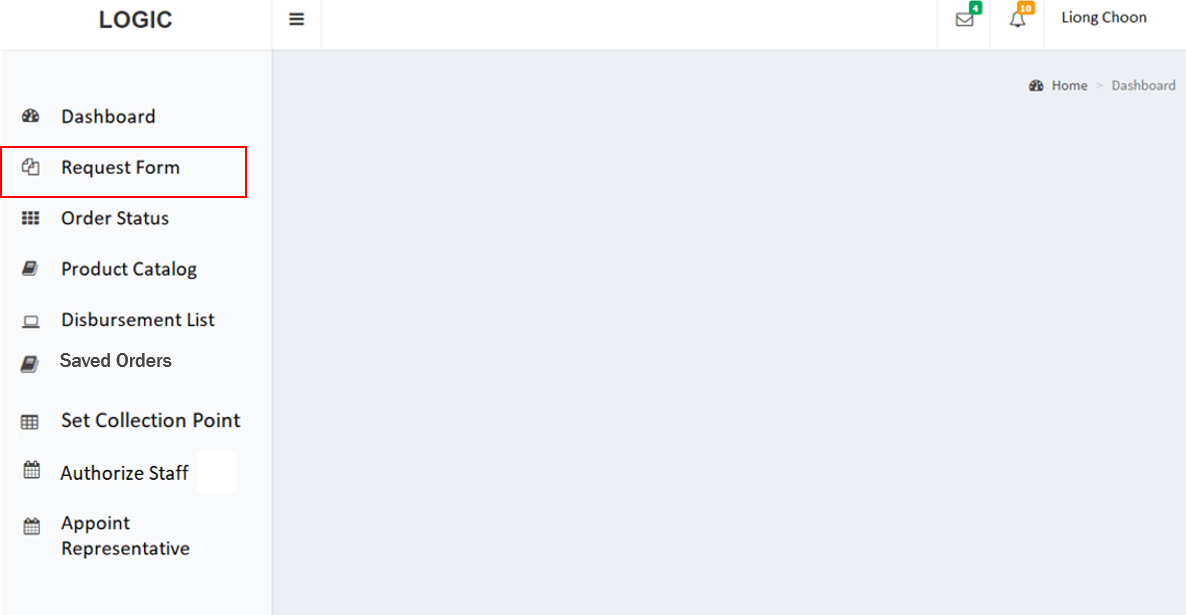 LOGIC
4
10
Liong Choon
Home > Dashboard
Dashboard
Request Form
Order Status
Product Catalog
Disbursement List
Saved Orders
Set Collection Point
Authorize Staff
Appoint
Representative